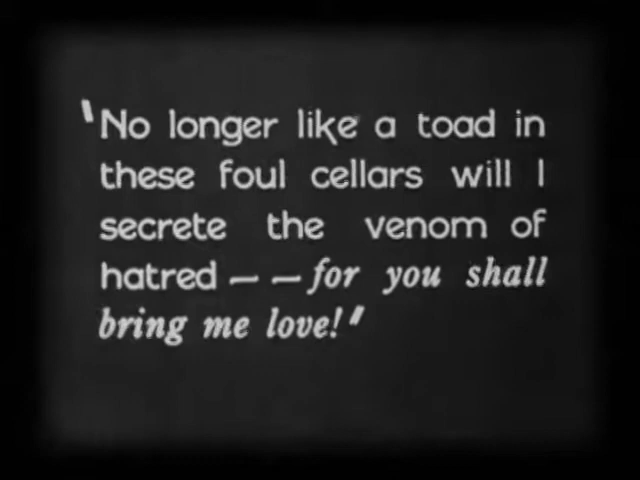 "No longer like a toad in
these foul cellars will I
secrete the venom of
hatred — — for you shall
bring me love!"